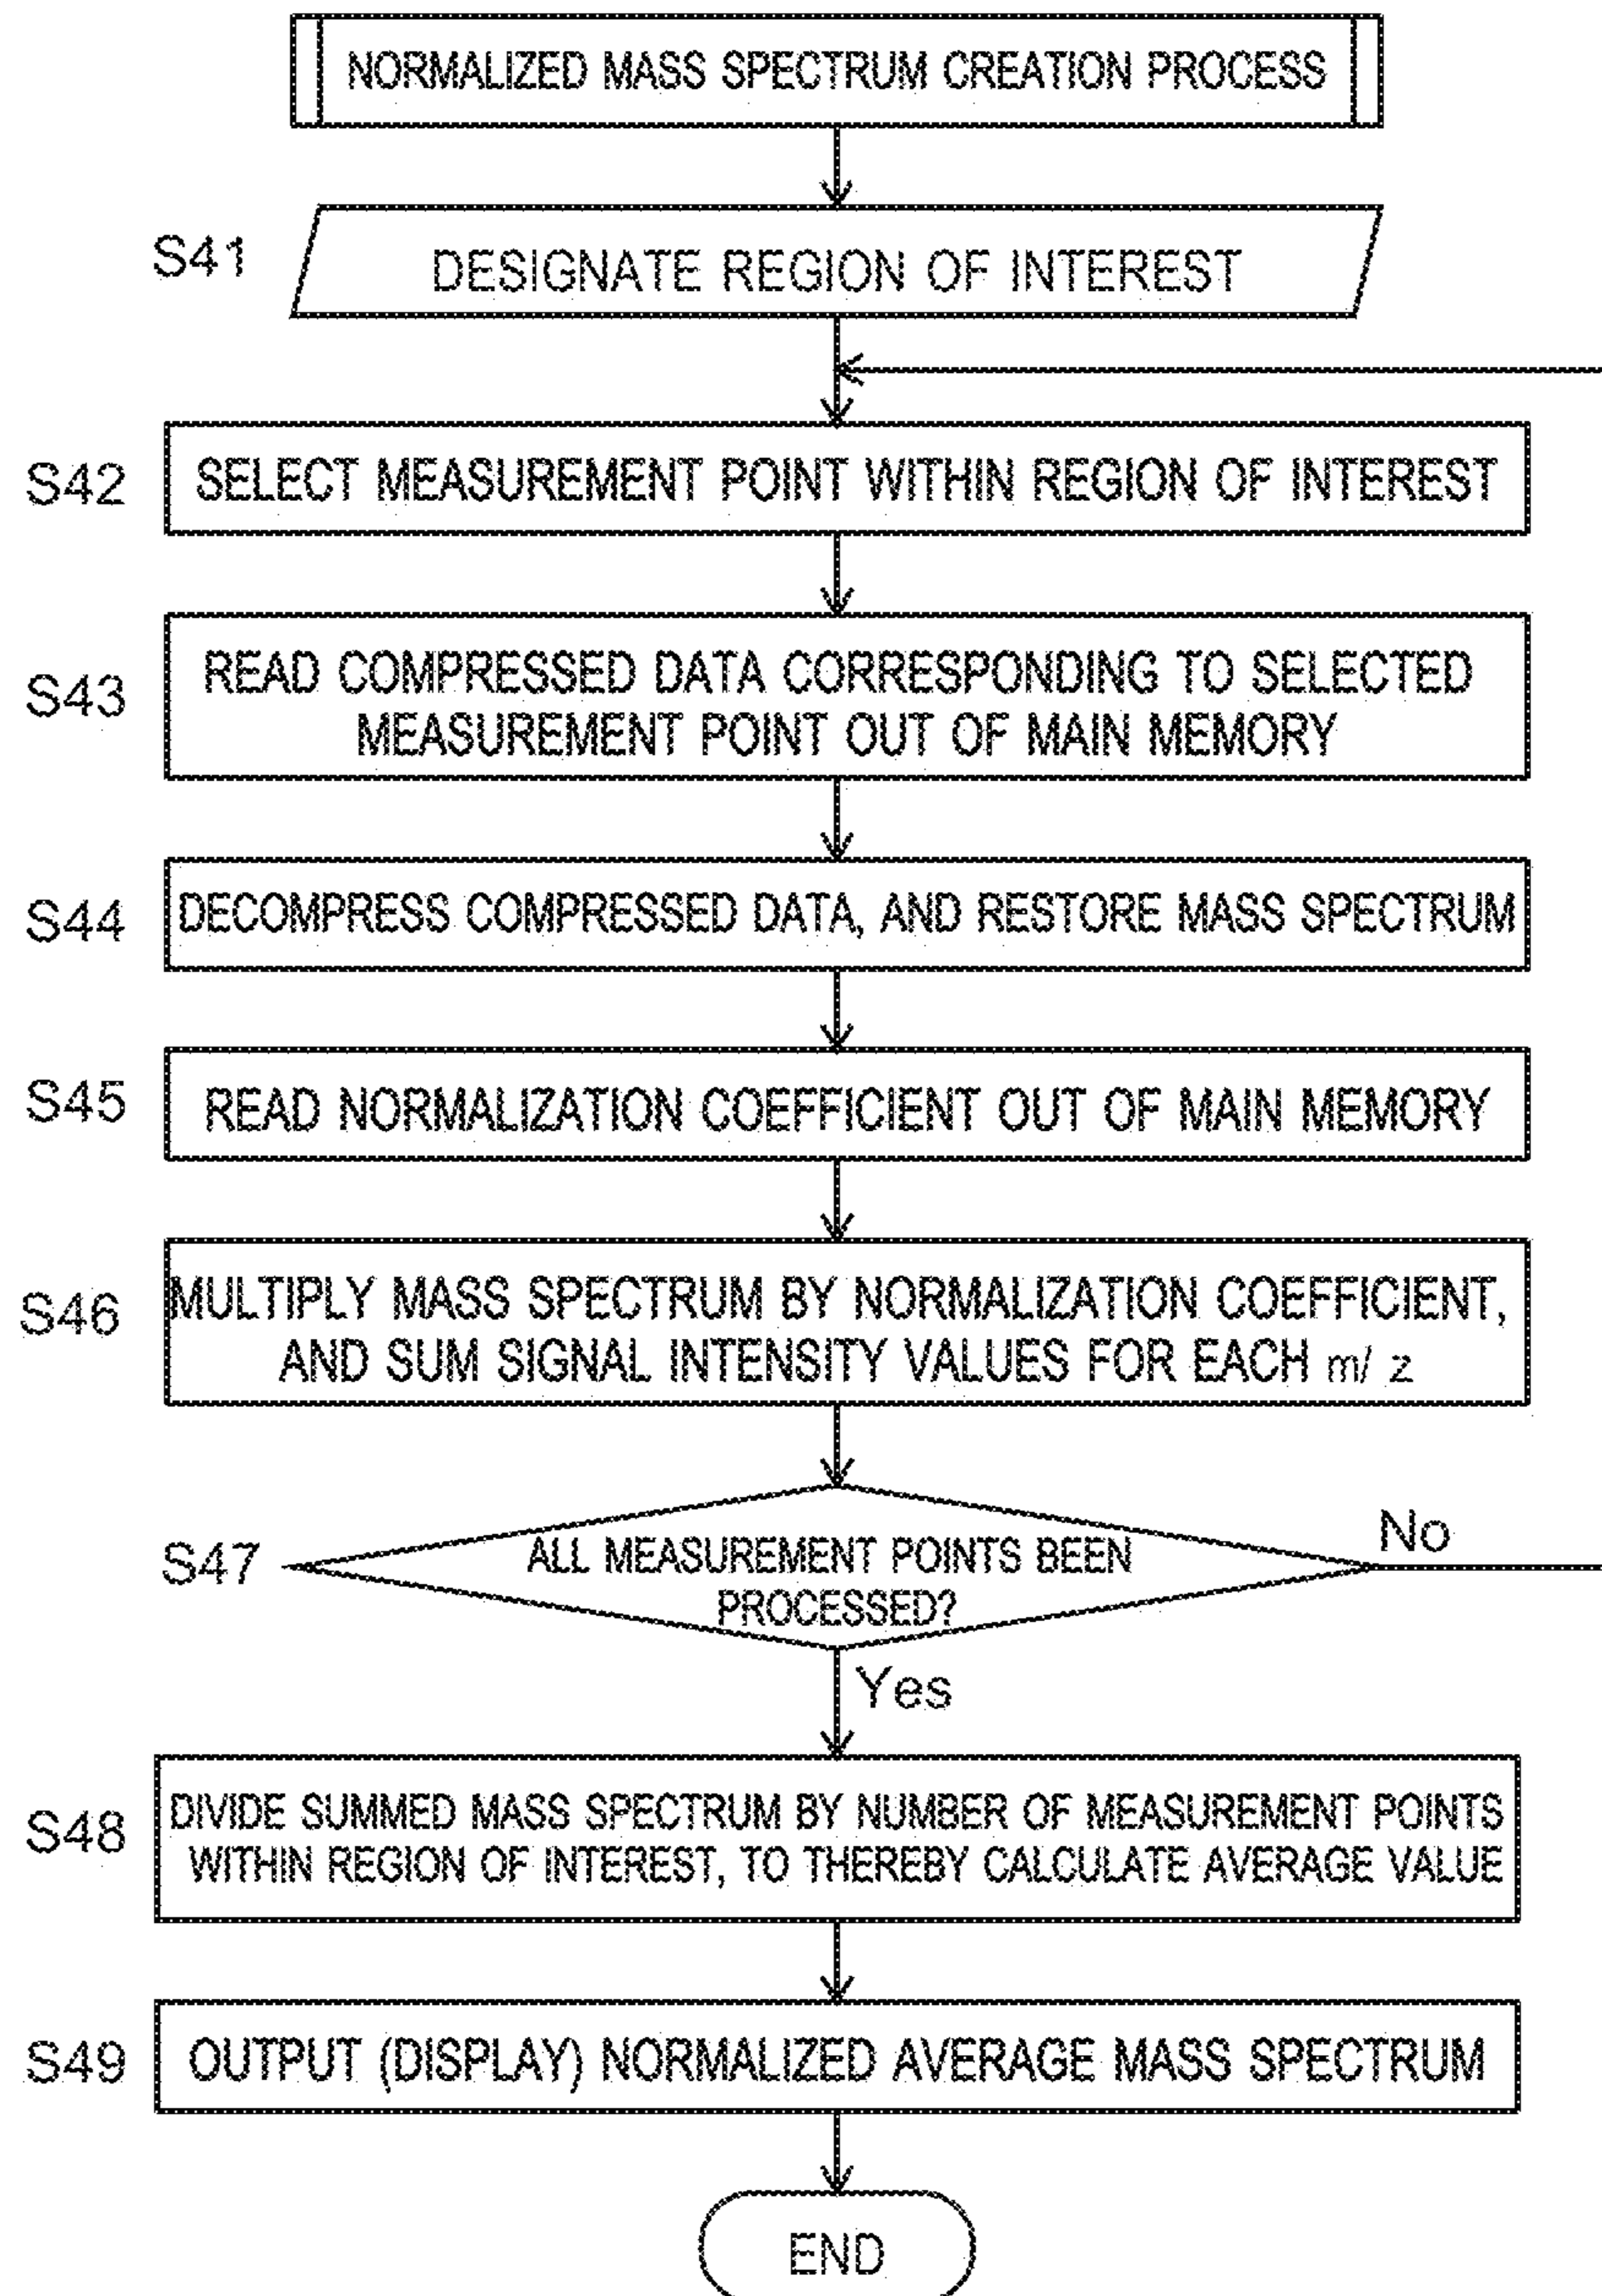 NORMALIZED MASS SPECTRUM CREATION PROCESS
S41
DESIGNATE REGION OF INTEREST
S42
SELECT MEASUREMENT POINT WITHIN REGION OF INTEREST
S43
READ COMPRESSED DATA CORRESPONDING TO SELECTED
MEASUREMENT POINT OUT OF MAIN MEMORY
S44
DECOMPRESS COMPRESSED DATA, AND RESTORE MASS SPECTRUM
S45
READ NORMALIZATION COEFFICIENT OUT OF MAIN MEMORY
S46
MULTIPLY MASS SPECTRUM BY NORMALIZATION COEFFICIENT,
AND SUM SIGNAL INTENSITY VALUES FOR EACH m/ z
S47
ALL MEASUREMENT POINTS BEEN
PROCESSED?
No
Yes
S48
DIVIDE SUMMED MASS SPECTRUM BY NUMBER OF MEASUREMENT POINTS
WITHIN REGION OF INTEREST, TO THEREBY CALCULATE AVERAGE VALUE
S49
OUTPUT (DISPLAY) NORMALIZED AVERAGE MASS SPECTRUM
END